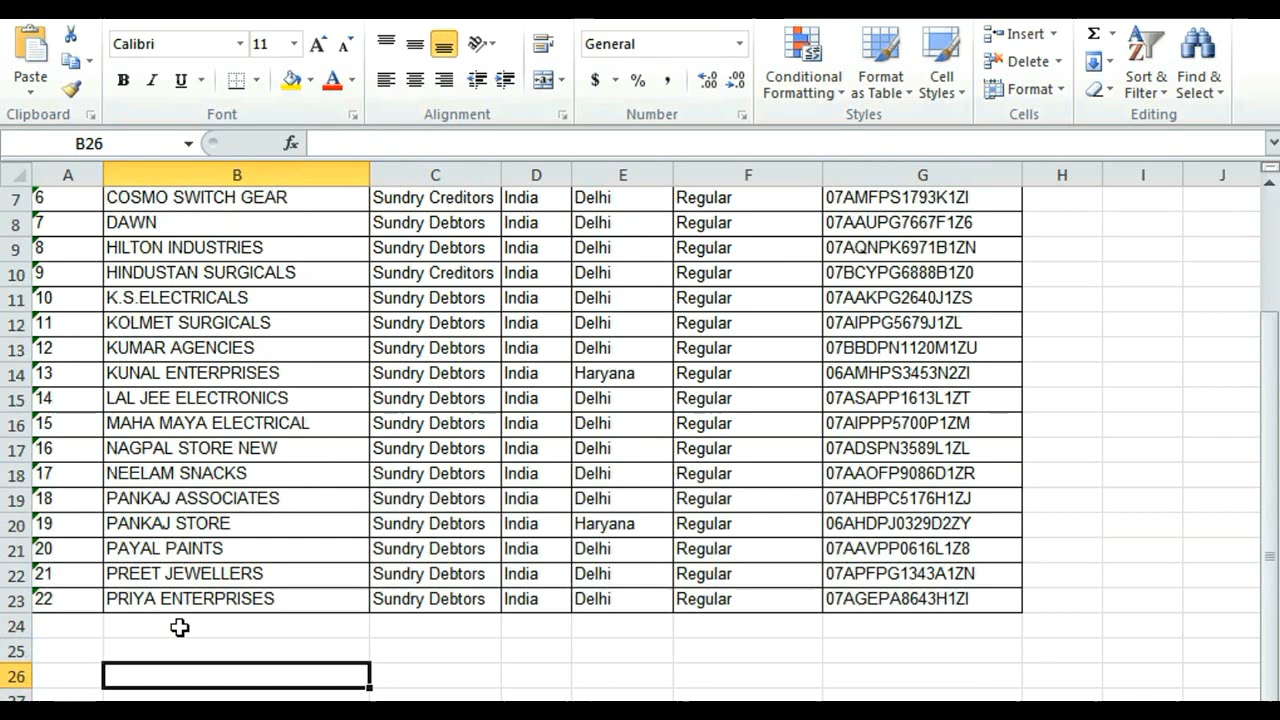 Calibri 11 A A General Insert Σ
Paste B I U A $ % , .00 .0 Conditional Formatting Format as Table Cell Styles Delete Format Sort & Filter Find & Select
Clipboard Font Alignment Number Styles Cells Editing
B26 fx
A B C D E F G H I J
7 6 COSMO SWITCH GEAR Sundry Creditors India Delhi Regular 07AMFPS1793K1ZI
8 7 DAWN Sundry Debtors India Delhi Regular 07AAUPG7667F1Z6
9 8 HILTON INDUSTRIES Sundry Debtors India Delhi Regular 07AQNPK6971B1ZN
10 9 HINDUSTAN SURGICALS Sundry Creditors India Delhi Regular 07BCYPG6888B1Z0
11 10 K.S.ELECTRICALS Sundry Debtors India Delhi Regular 07AAKPG2640J1ZS
12 11 KOLMET SURGICALS Sundry Debtors India Delhi Regular 07AIPPG5679J1ZL
13 12 KUMAR AGENCIES Sundry Debtors India Delhi Regular 07BBDPN1120M1ZU
14 13 KUNAL ENTERPRISES Sundry Debtors India Haryana Regular 06AMHPS3453N2ZI
15 14 LAL JEE ELECTRONICS Sundry Debtors India Delhi Regular 07ASAPP1613L1ZT
16 15 MAHA MAYA ELECTRICAL Sundry Debtors India Delhi Regular 07AIPPP5700P1ZM
17 16 NAGPAL STORE NEW Sundry Debtors India Delhi Regular 07ADSPN3589L1ZL
18 17 NEELAM SNACKS Sundry Debtors India Delhi Regular 07AAOFP9086D1ZR
19 18 PANKAJ ASSOCIATES Sundry Debtors India Delhi Regular 07AHBPC5176H1ZJ
20 19 PANKAJ STORE Sundry Debtors India Haryana Regular 06AHDPJ0329D2ZY
21 20 PAYAL PAINTS Sundry Debtors India Delhi Regular 07AAVPP0616L1Z8
22 21 PREET JEWELLERS Sundry Debtors India Delhi Regular 07APFPG1343A1ZN
23 22 PRIYA ENTERPRISES Sundry Debtors India Delhi Regular 07AGEPA8643H1ZI
24
25
26